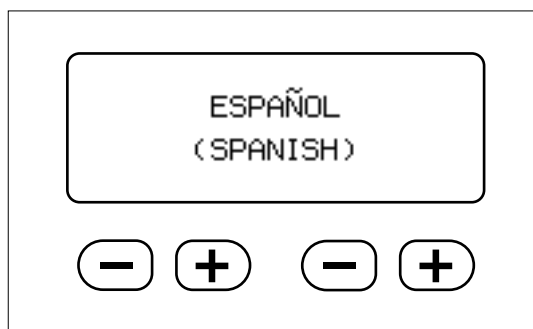 ESPAÑOL
(SPANISH)
− + − +